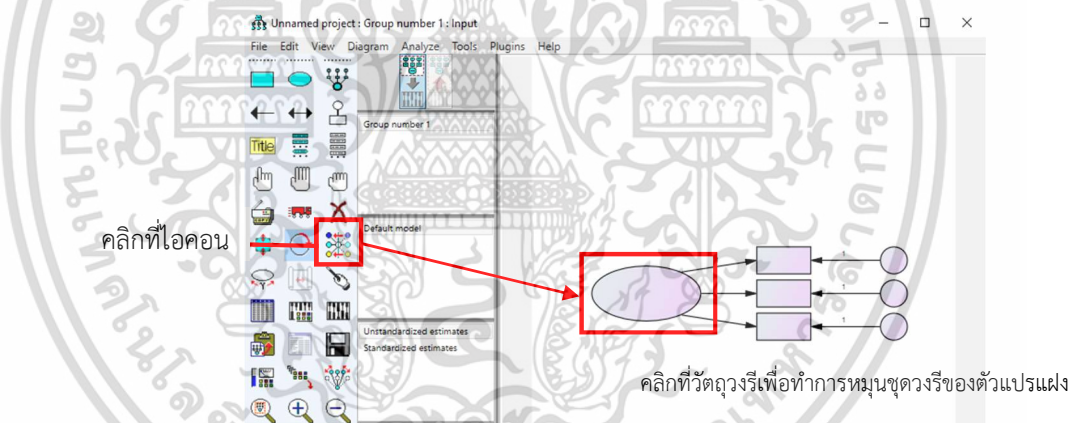 Unnamed project : Group number 1 : Input
File Edit View Diagram Analyze Tools Plugins Help
Title
Group number 1
Default model
คลิกที่ไอคอน
1
1
1
Unstandardized estimates
Standardized estimates
คลิกที่วัตถุวงรีเพื่อทำการหมุนชุดวงรีของตัวแปรแฝง